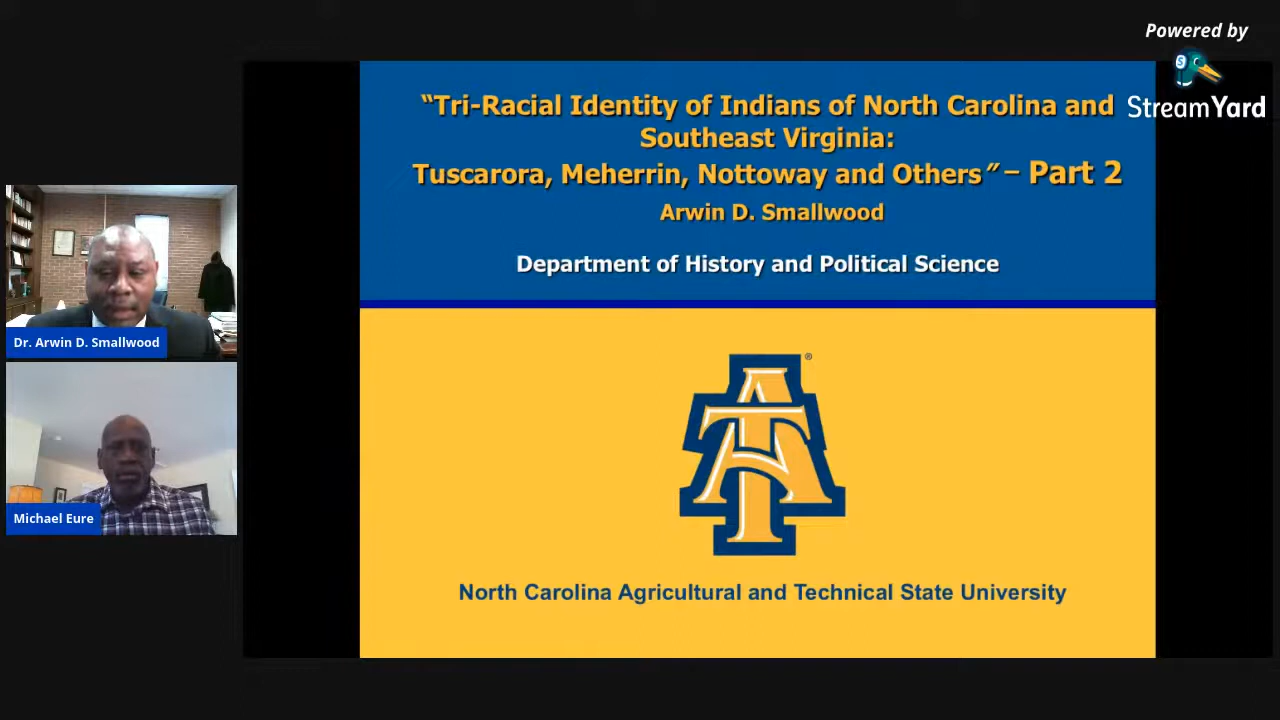 Powered by
StreamYard
“Tri-Racial Identity of Indians of North Carolina and
Southeast Virginia:
Tuscarora, Meherrin, Nottoway and Others” – Part 2
Arwin D. Smallwood
Department of History and Political Science
AT
®
North Carolina Agricultural and Technical State University
Dr. Arwin D. Smallwood
Michael Eure